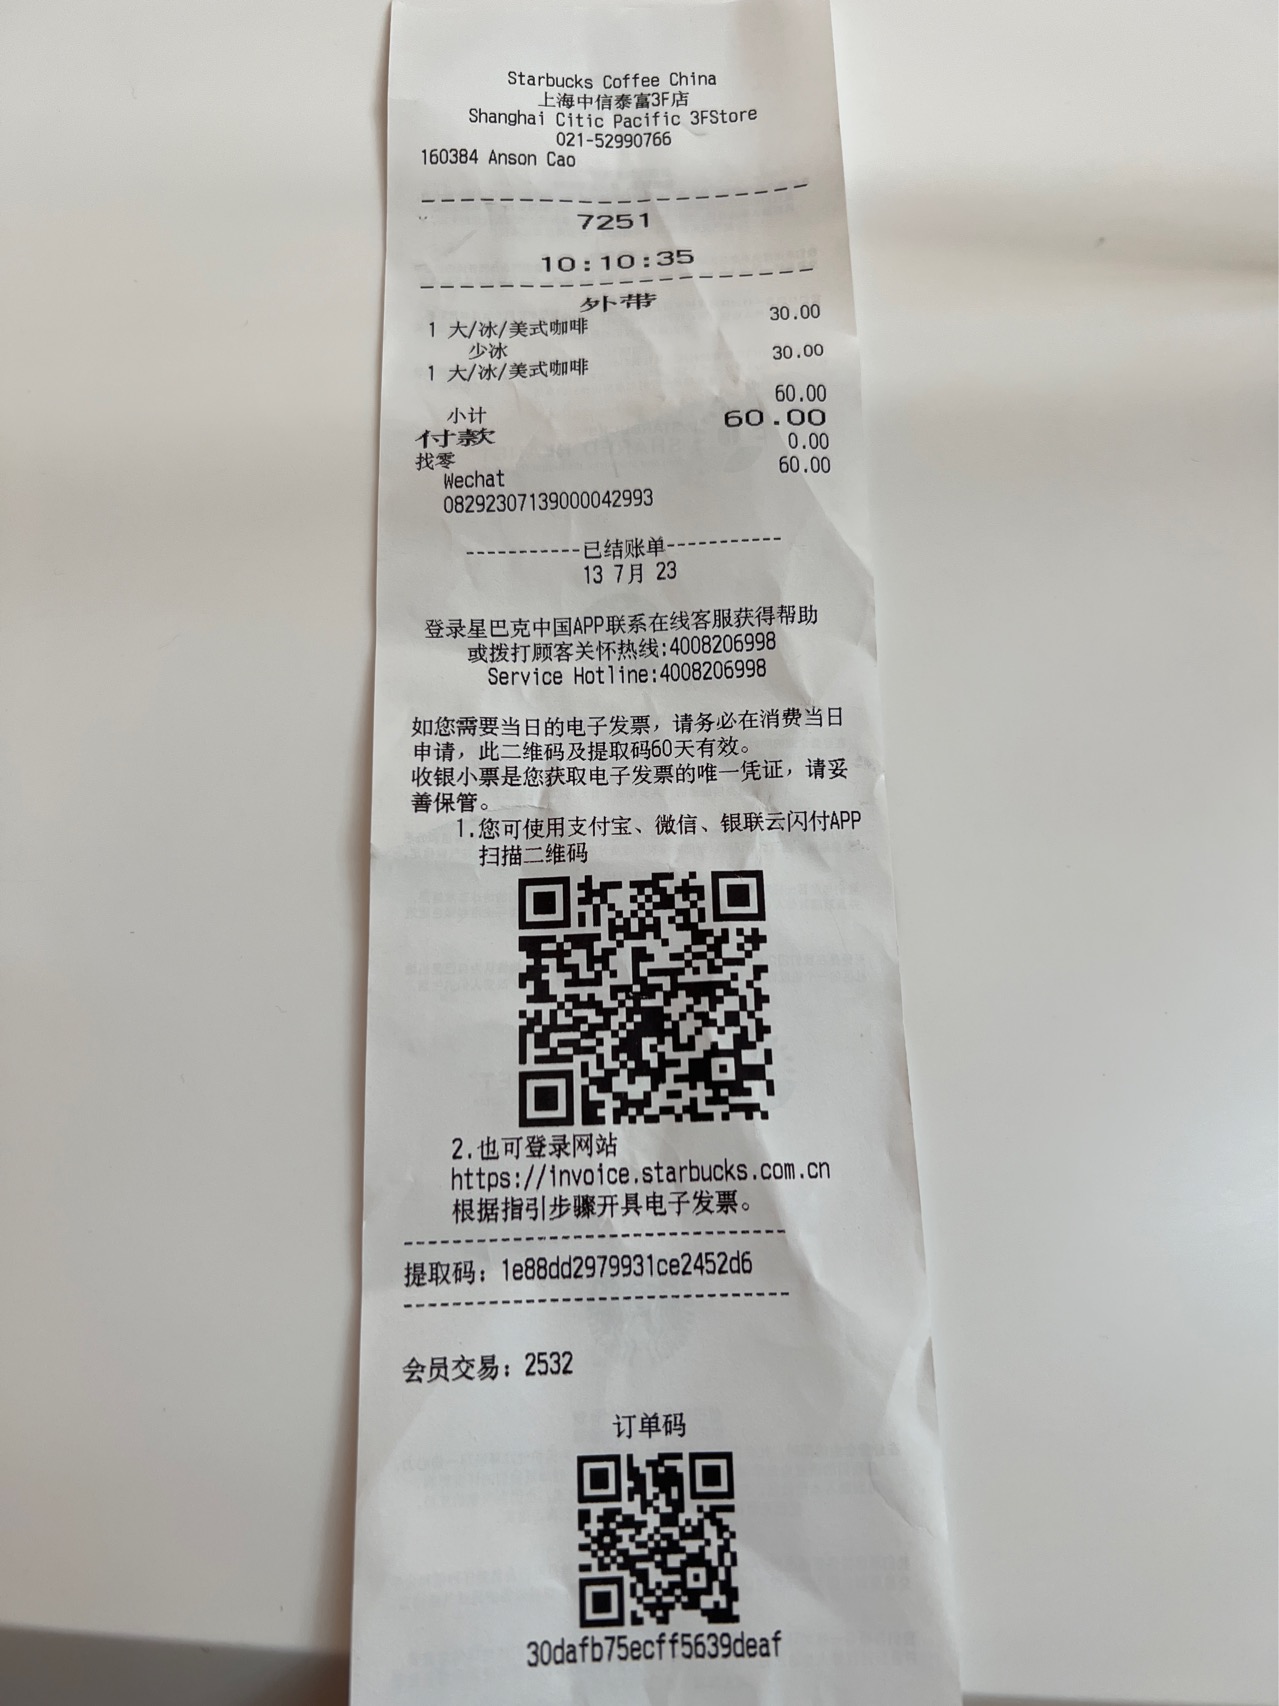 Starbucks Coffee China
上海中信泰富3F店
Shanghai Citic Pacific 3FStore
021-52990766
160384 Anson Cao
7251
10:10:35
外带
1 大/冰/美式咖啡 30.00
少冰
1 大/冰/美式咖啡 30.00
小计 60.00
付款 60.00
找零 0.00
Wechat 60.00
08292307139000042993
-----------已结账单-----------
13 7月 23
登录星巴克中国APP联系在线客服获得帮助
或拨打顾客关怀热线:4008206998
Service Hotline:4008206998
如您需要当日的电子发票，请务必在消费当日
申请，此二维码及提取码60天有效。
收银小票是您获取电子发票的唯一凭证，请妥
善保管。
1.您可使用支付宝、微信、银联云闪付APP
扫描二维码
2.也可登录网站
https://invoice.starbucks.com.cn
根据指引步骤开具电子发票。
提取码：1e88dd2979931ce2452d6
会员交易：2532
订单码
30dafb75ecff5639deaf